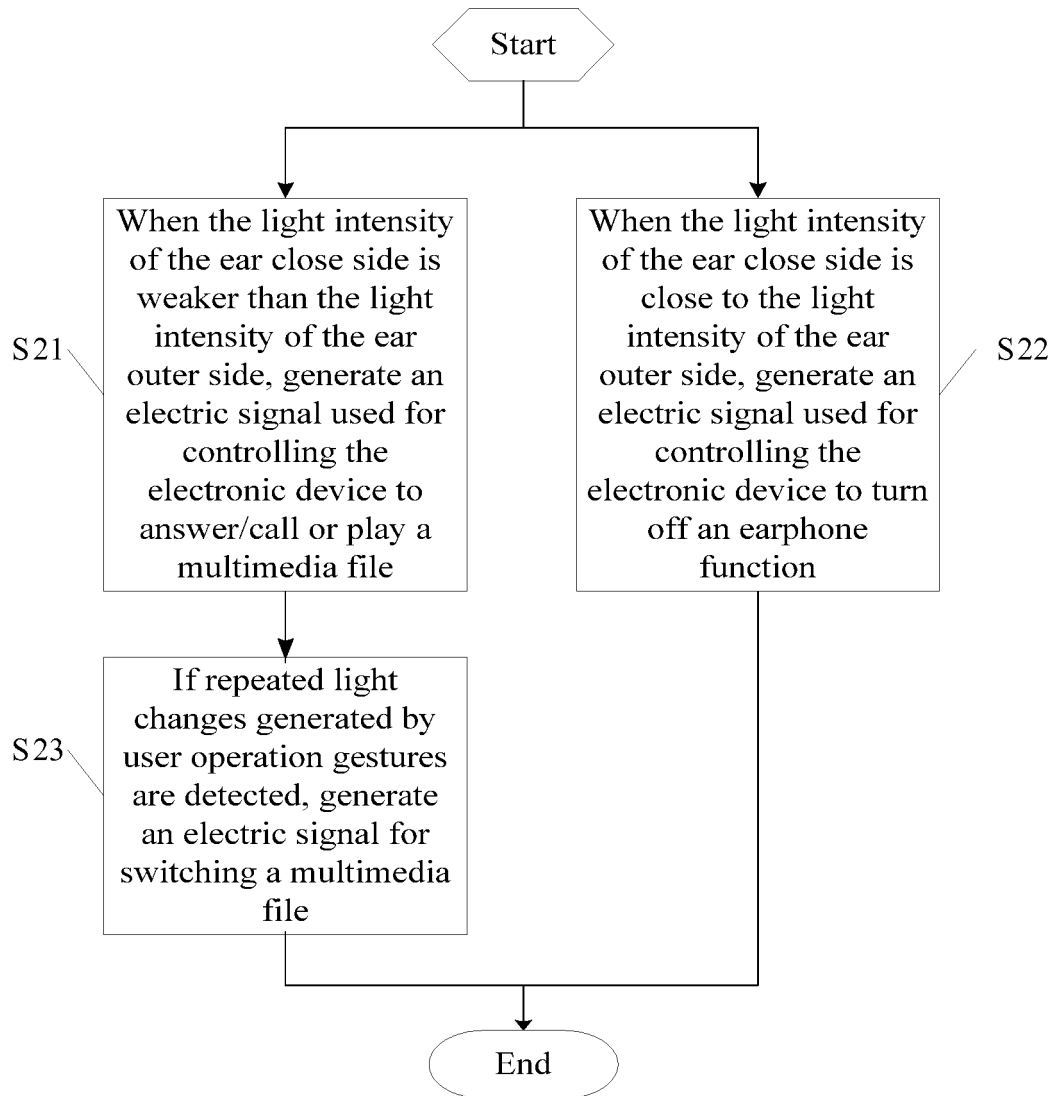 Start
S21
When the light intensity
of the ear close side is
weaker than the light
intensity of the ear
outer side, generate an
electric signal used for
controlling the
electronic device to
answer/call or play a
multimedia file
When the light intensity
of the ear close side is
close to the light
intensity of the ear
outer side, generate an
electric signal used for
controlling the
electronic device to turn
off an earphone
function
S22
S23
If repeated light
changes generated by
user operation gestures
are detected, generate
an electric signal for
switching a multimedia
file
End